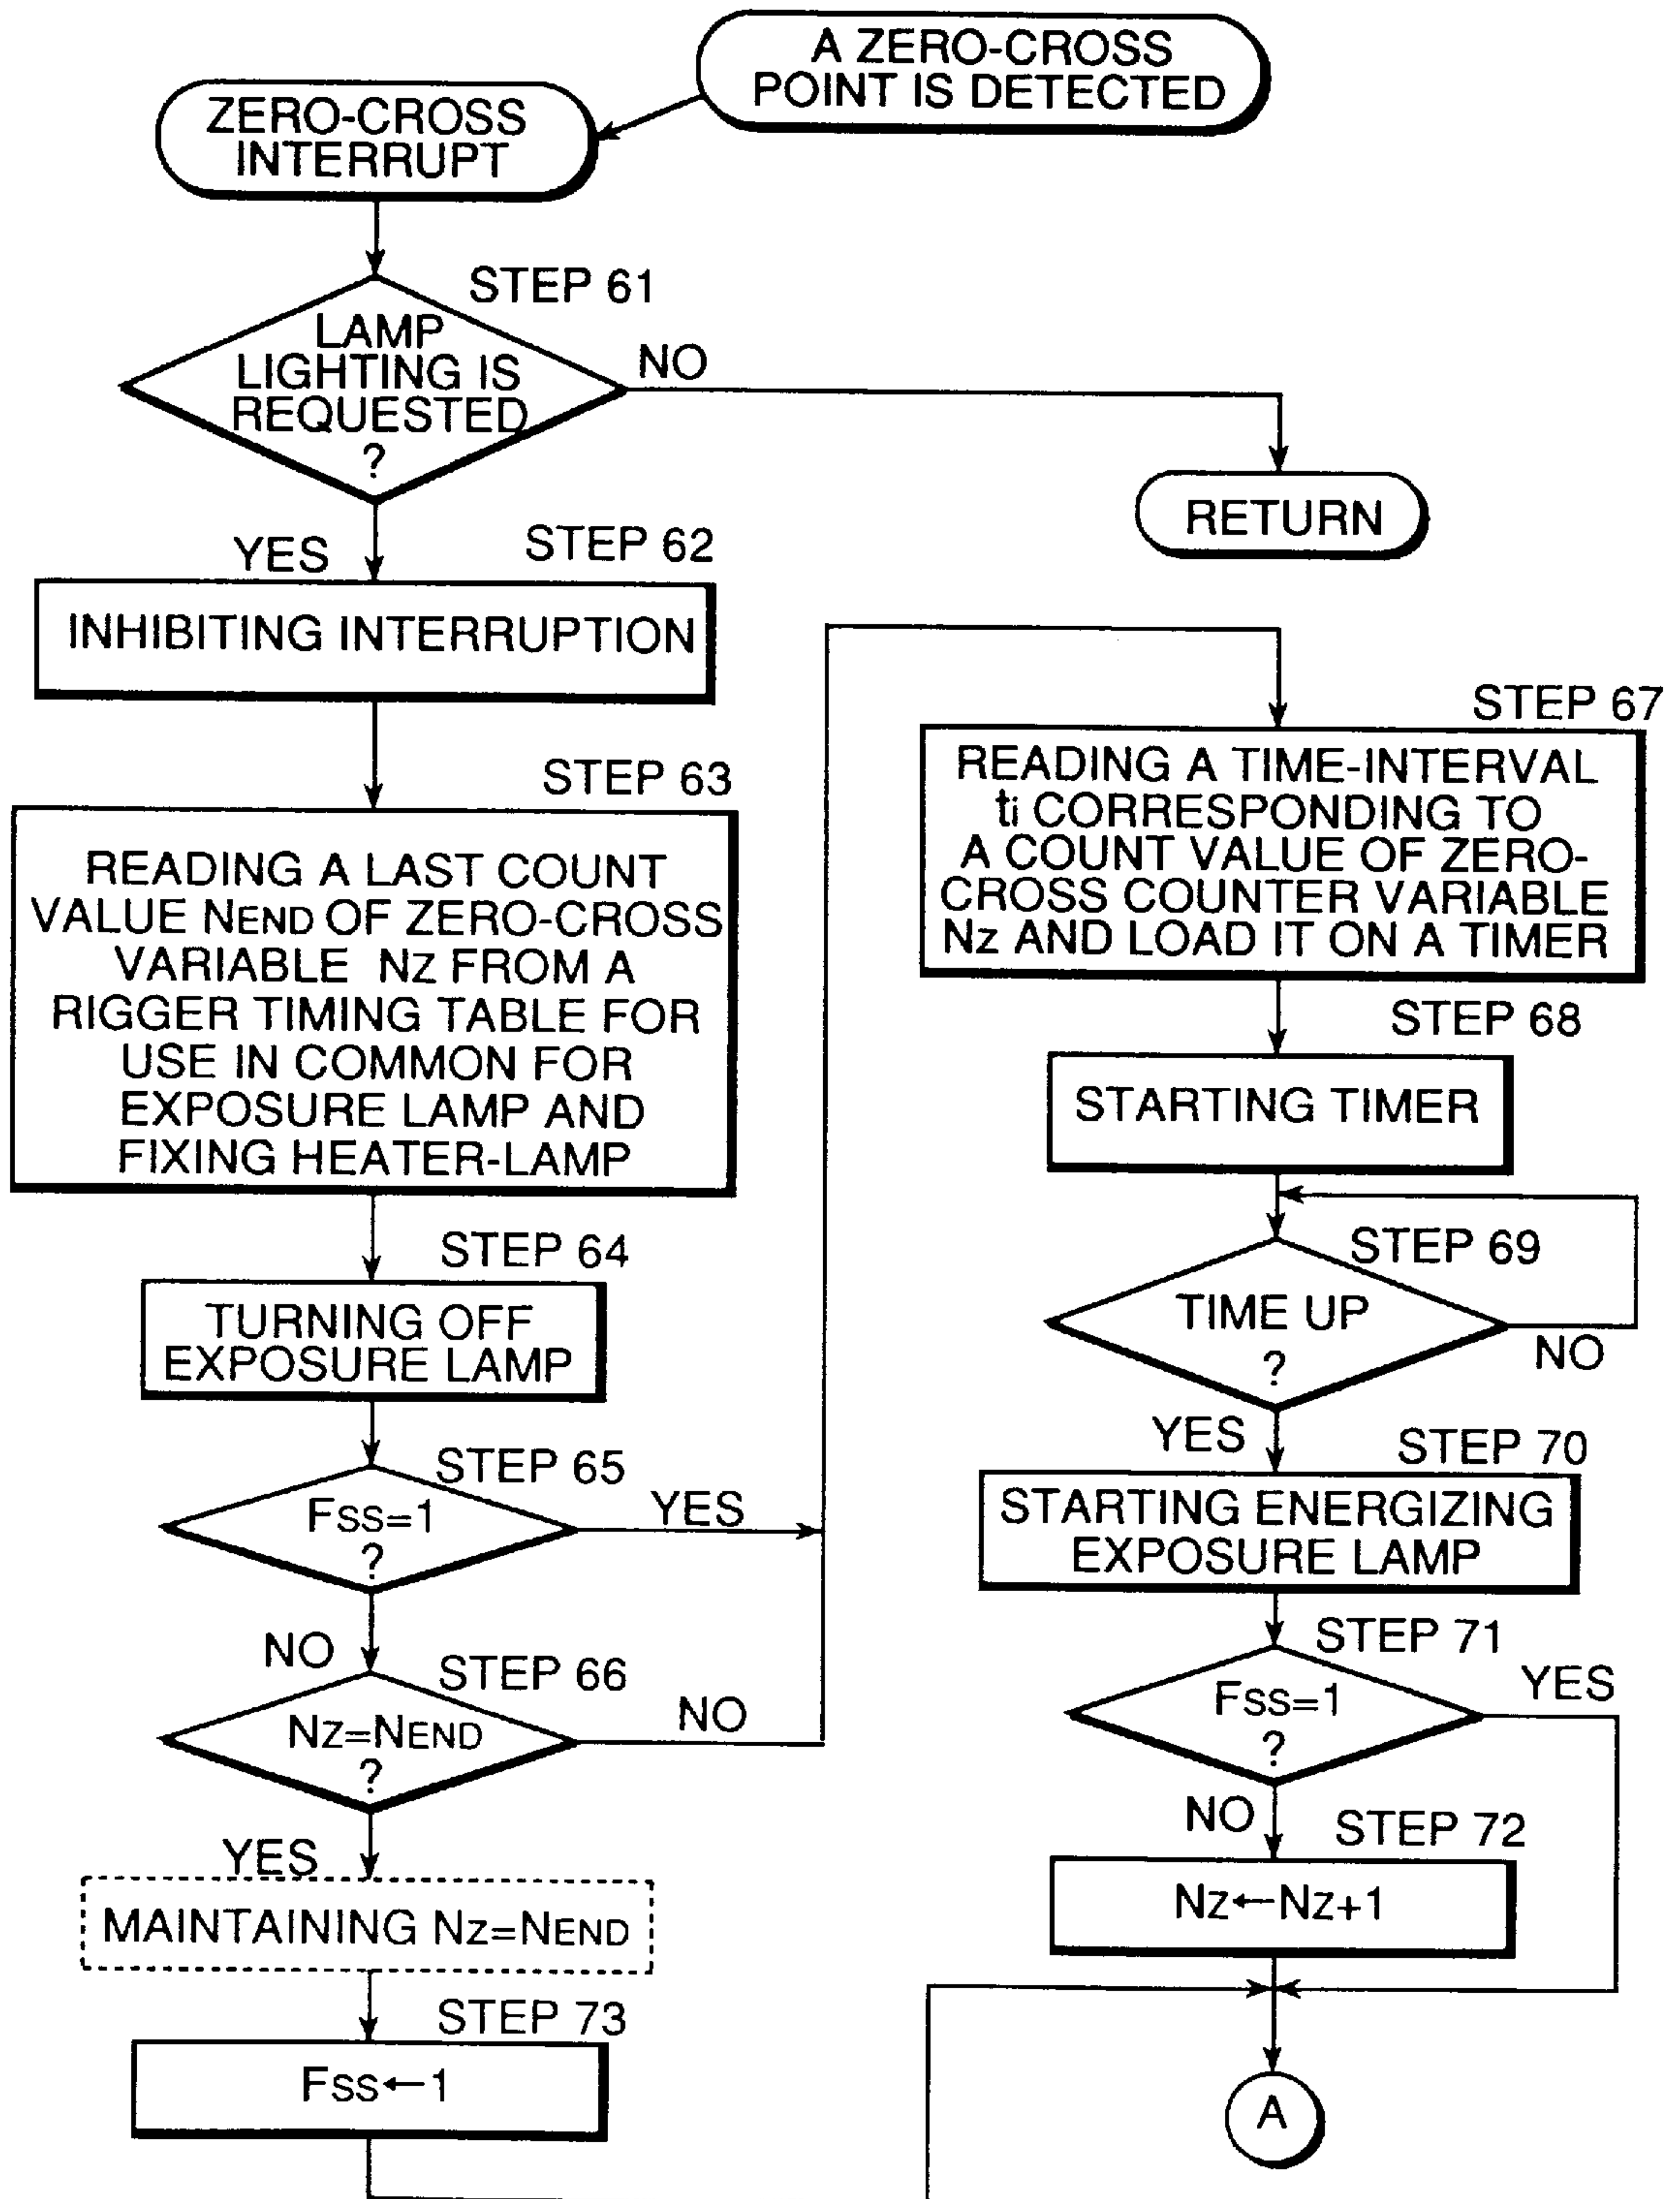 A ZERO-CROSS
POINT IS DETECTED
ZERO-CROSS
INTERRUPT
STEP 61
LAMP
LIGHTING IS
REQUESTED
?
NO
RETURN
YES
STEP 62
INHIBITING INTERRUPTION
STEP 63
READING A LAST COUNT
VALUE NEND OF ZERO-CROSS
VARIABLE NZ FROM A
RIGGER TIMING TABLE FOR
USE IN COMMON FOR
EXPOSURE LAMP AND
FIXING HEATER-LAMP
STEP 64
TURNING OFF
EXPOSURE LAMP
STEP 65
FSS=1
?
YES
NO
STEP 66
NZ=NEND
?
NO
YES
MAINTAINING NZ=NEND
STEP 73
FSS←1
STEP 67
READING A TIME-INTERVAL
ti CORRESPONDING TO
A COUNT VALUE OF ZERO-
CROSS COUNTER VARIABLE
NZ AND LOAD IT ON A TIMER
STEP 68
STARTING TIMER
STEP 69
TIME UP
?
NO
YES
STEP 70
STARTING ENERGIZING
EXPOSURE LAMP
STEP 71
FSS=1
?
YES
NO
STEP 72
NZ←NZ+1
A